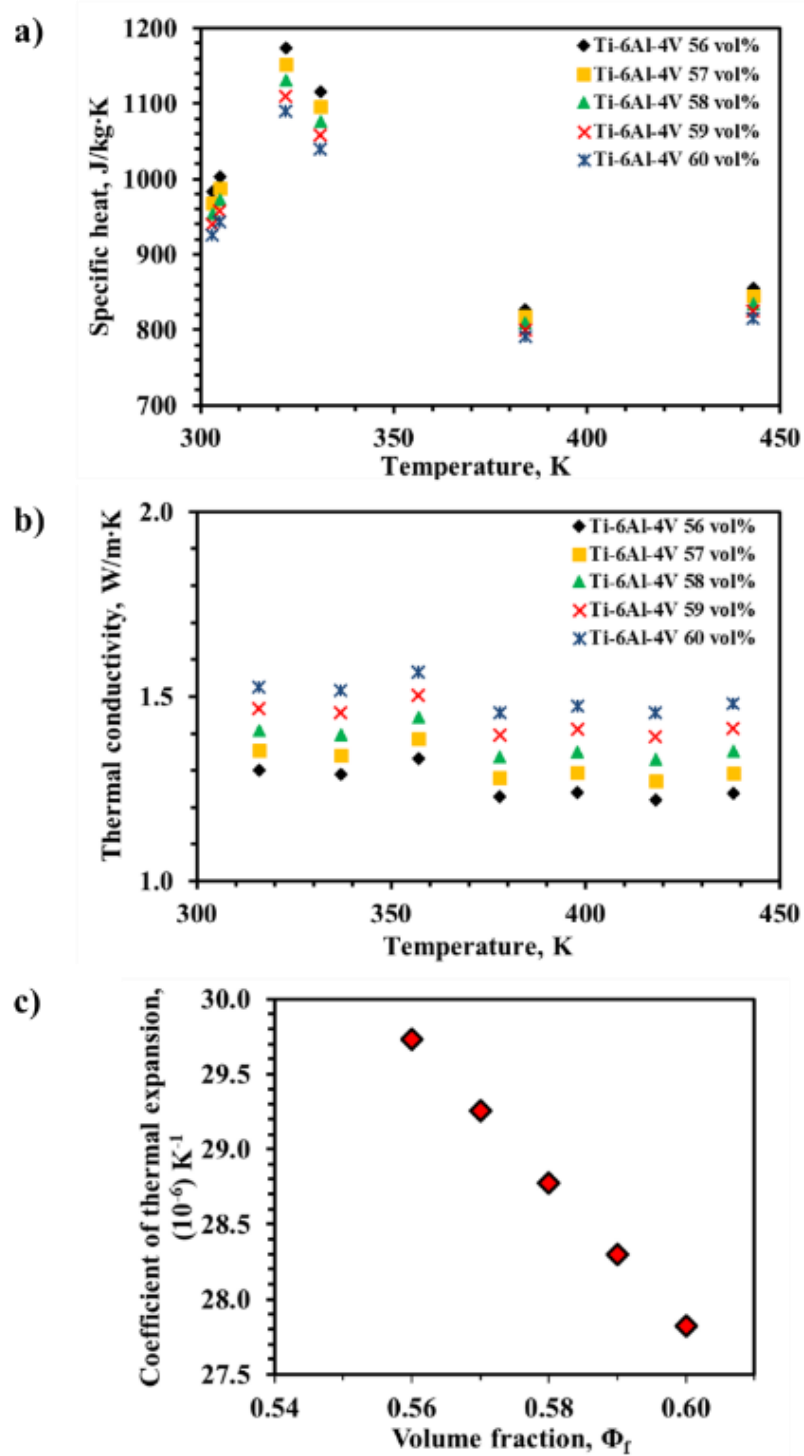 a)
1200
1100
1000
900
800
700
300
350
400
450
Specific heat, J/kg·K
Temperature, K
Ti-6Al-4V 56 vol%
Ti-6Al-4V 57 vol%
Ti-6Al-4V 58 vol%
Ti-6Al-4V 59 vol%
Ti-6Al-4V 60 vol%
b)
2.0
1.5
1.0
300
350
400
450
Thermal conductivity, W/m·K
Temperature, K
Ti-6Al-4V 56 vol%
Ti-6Al-4V 57 vol%
Ti-6Al-4V 58 vol%
Ti-6Al-4V 59 vol%
Ti-6Al-4V 60 vol%
c)
30.0
29.5
29.0
28.5
28.0
27.5
0.54
0.56
0.58
0.60
Coefficient of thermal expansion,
(10⁻⁶) K⁻¹
Volume fraction, Φf